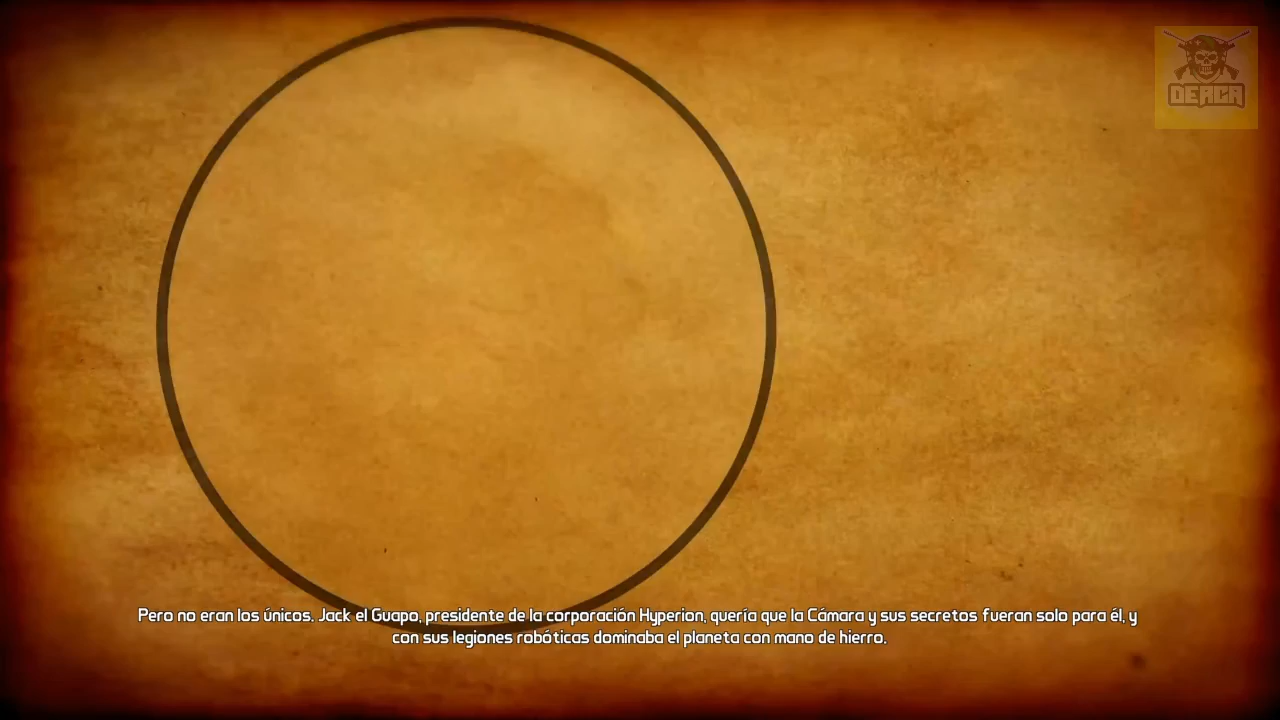 DEACR
Pero no eran los únicos. Jack el Guapo, presidente de la corporación Hyperion, quería que la Cámara y sus secretos fueran solo para él, y
con sus legiones robóticas dominaba el planeta con mano de hierro.